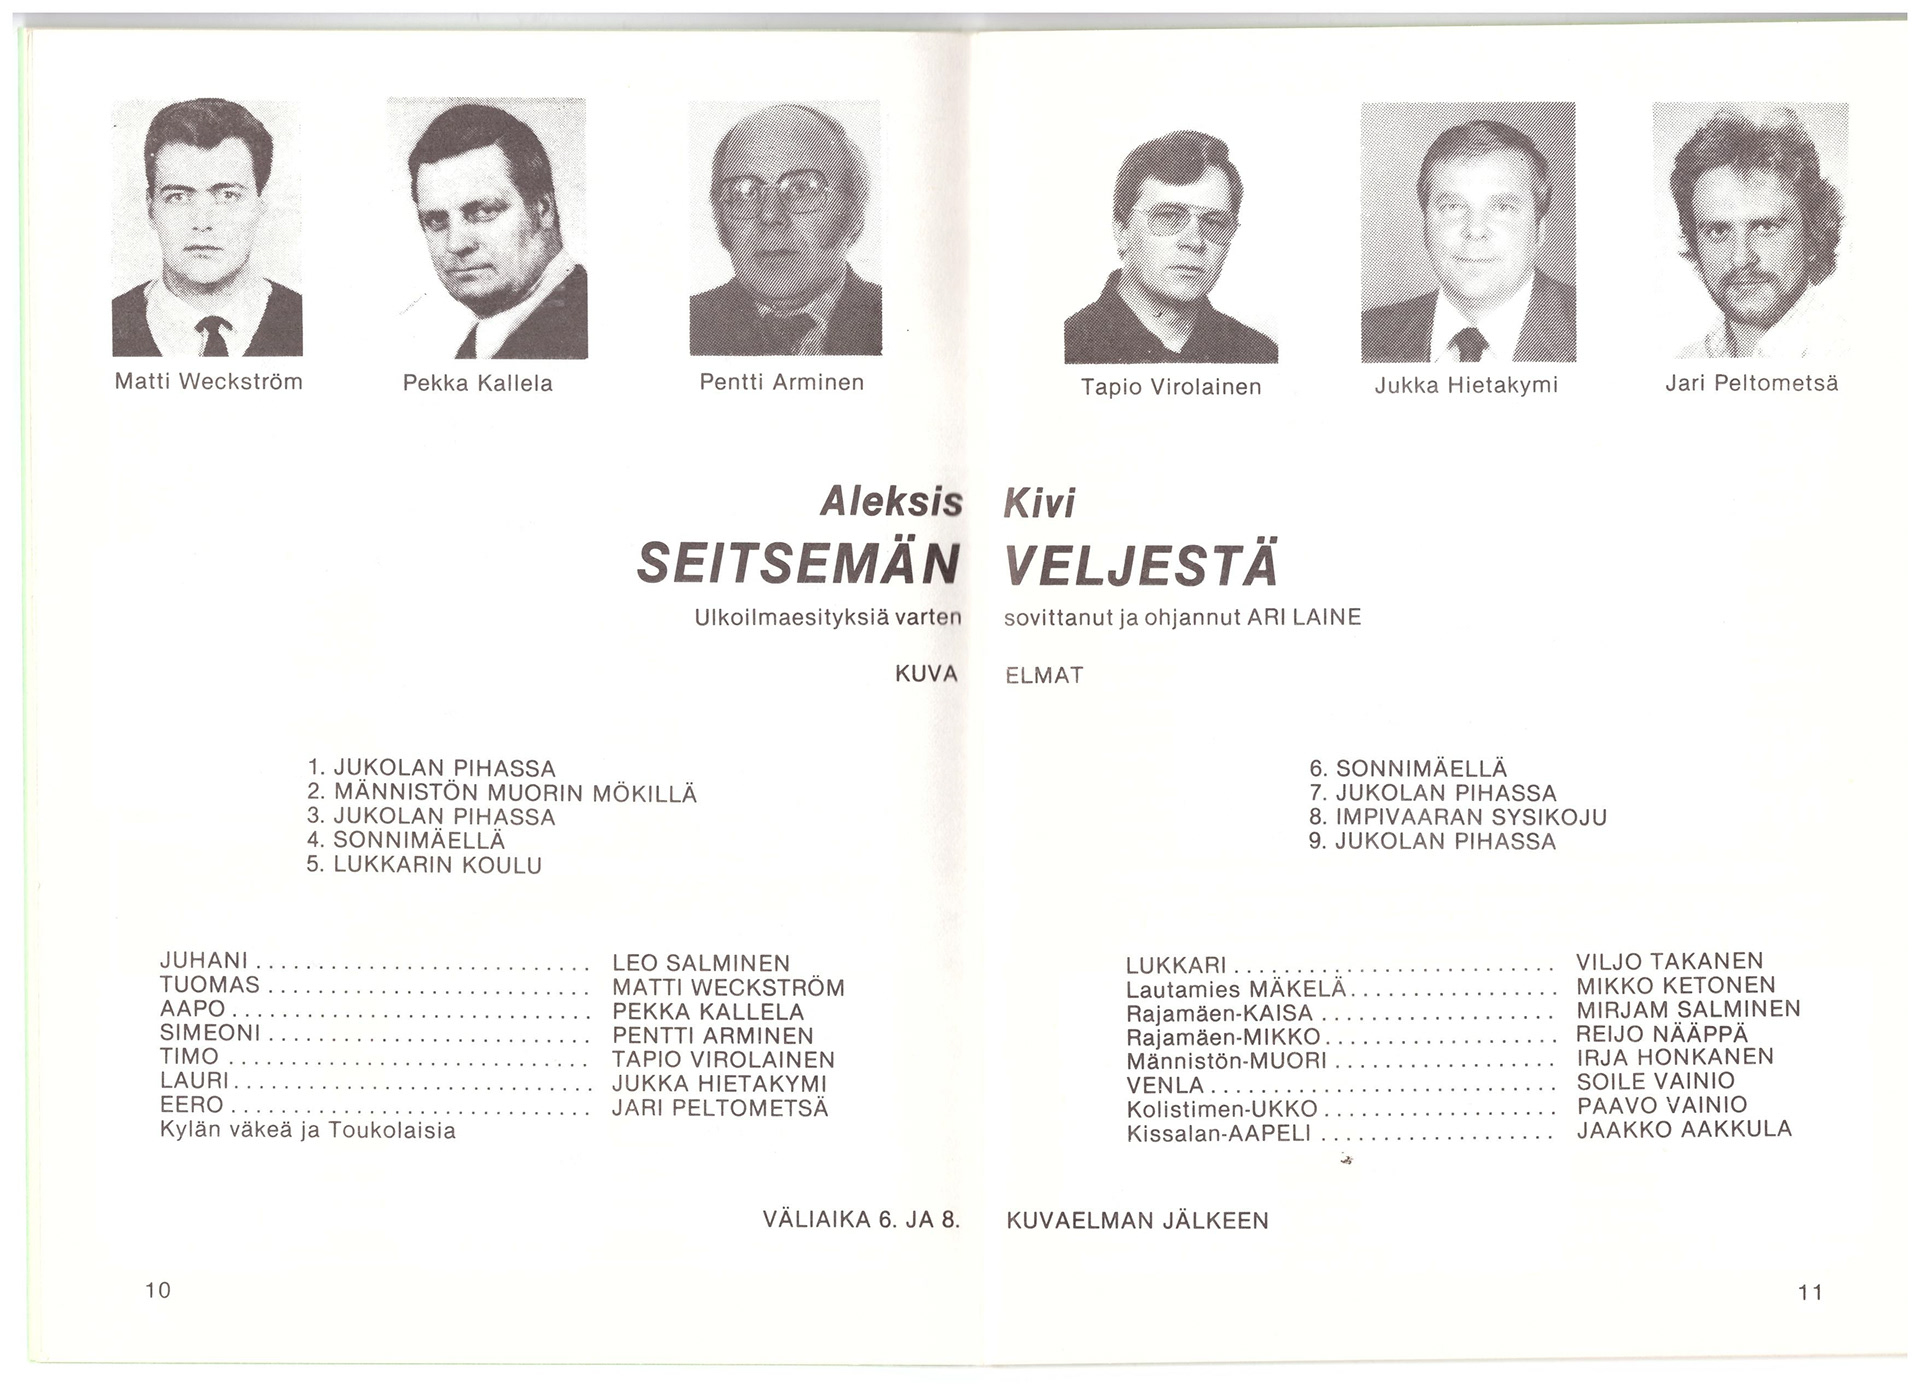 Matti Weckström Pekka Kallela Pentti Arminen Tapio Virolainen Jukka Hietakymi Jari Peltometsä
Aleksis Kivi
SEITSEMÄN VELJESTÄ
Ulkoilmaesityksiä varten sovittanut ja ohjannut ARI LAINE
KUVA ELMAT
1. JUKOLAN PIHASSA
2. MÄNNISTÖN MUORIN MÖKILLÄ
3. JUKOLAN PIHASSA
4. SONNIMÄELLÄ
5. LUKKARIN KOULU
6. SONNIMÄELLÄ
7. JUKOLAN PIHASSA
8. IMPIVAARAN SYSIKOJU
9. JUKOLAN PIHASSA
JUHANI ........................... LEO SALMINEN
TUOMAS .......................... MATTI WECKSTRÖM
AAPO ............................. PEKKA KALLELA
SIMEONI .......................... PENTTI ARMINEN
TIMO ............................. TAPIO VIROLAINEN
LAURI ............................. JUKKA HIETAKYMI
EERO ............................. JARI PELTOMETSÄ
Kylän väkeä ja Toukolaisia
LUKKARI .......................... VILJO TAKANEN
Lautamies MÄKELÄ ................. MIKKO KETONEN
Rajamäen-KAISA ................... MIRJAM SALMINEN
Rajamäen-MIKKO ................... REIJO NÄÄPPÄ
Männistön-MUORI .................. IRJA HONKANEN
VENLA ............................ SOILE VAINIO
Kolistimen-UKKO ................... PAAVO VAINIO
Kissalan-AAPELI ................... JAAKKO AAKKULA
VÄLIAIKA 6. JA 8. KUVAELMAN JÄLKEEN
10
11